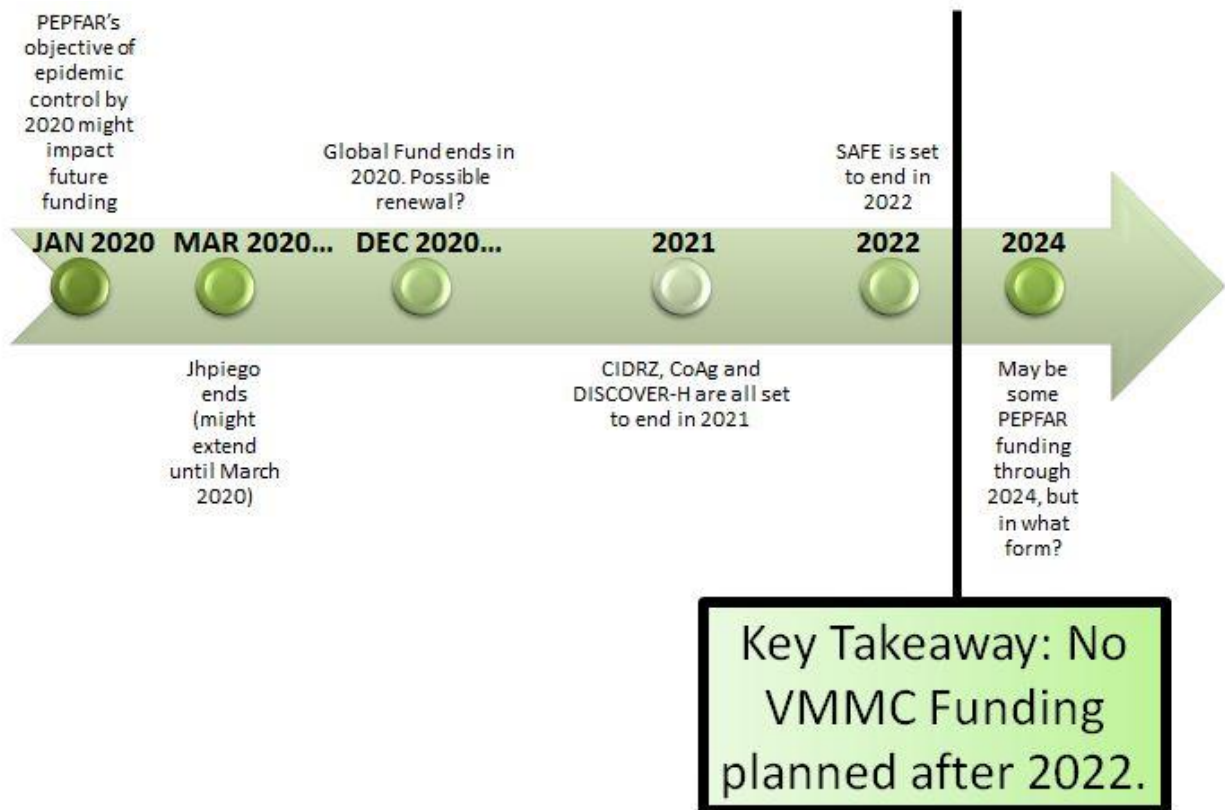 PEPFAR's
objective of
epidemic
control by
2020 might
impact
future
funding
Global Fund ends in
2020. Possible
renewal?
SAFE is set
to end in
2022
JAN 2020 MAR 2020... DEC 2020... 2021 2022 2024
Jhpiego
ends
(might
extend
until March
2020)
CIDRZ, CoAg and
DISCOVER-H are all set
to end in 2021
May be
some
PEPFAR
funding
through
2024, but
in what
form?
Key Takeaway: No
VMMC Funding
planned after 2022.